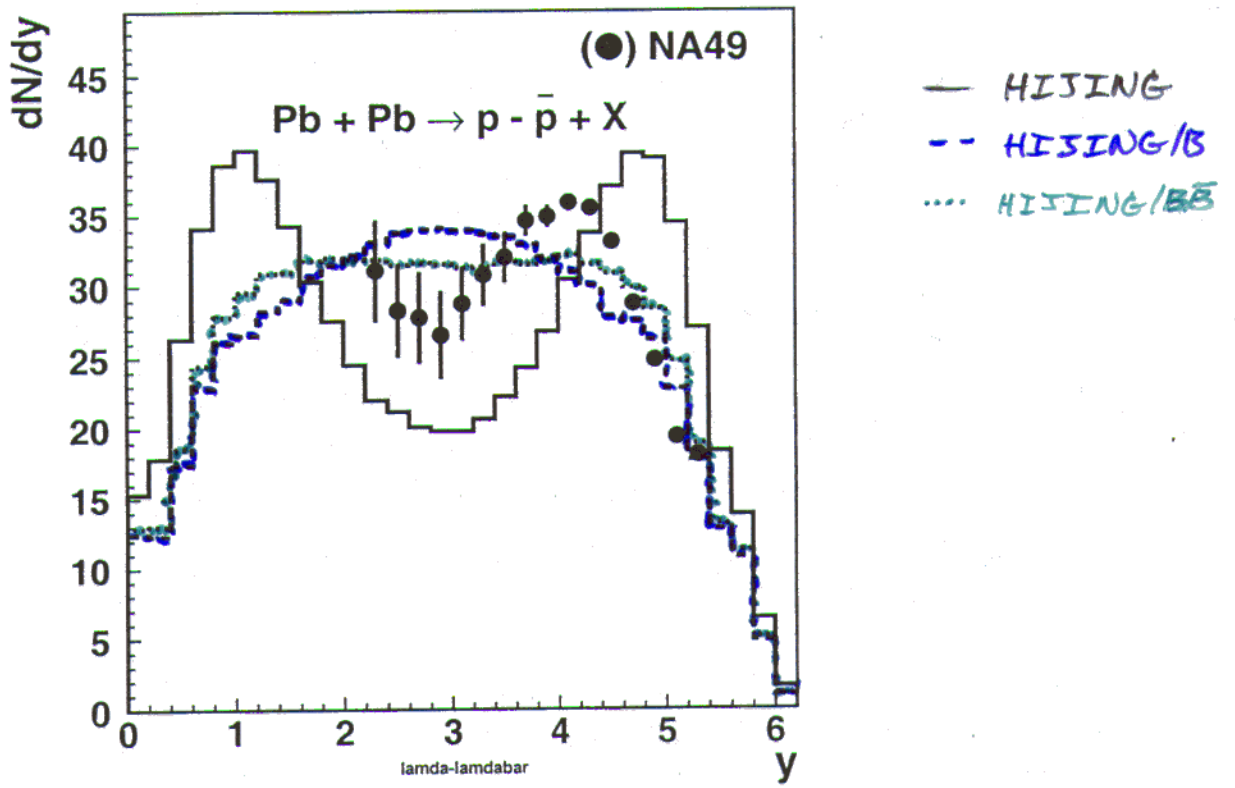 dN/dy
(●) NA49
Pb + Pb → p - p̄ + X
45
40
35
30
25
20
15
10
5
0
0 1 2 3 4 5 6
y
lamda-lamdabar
HIJING
HIJING/B
HIJING/BB̄